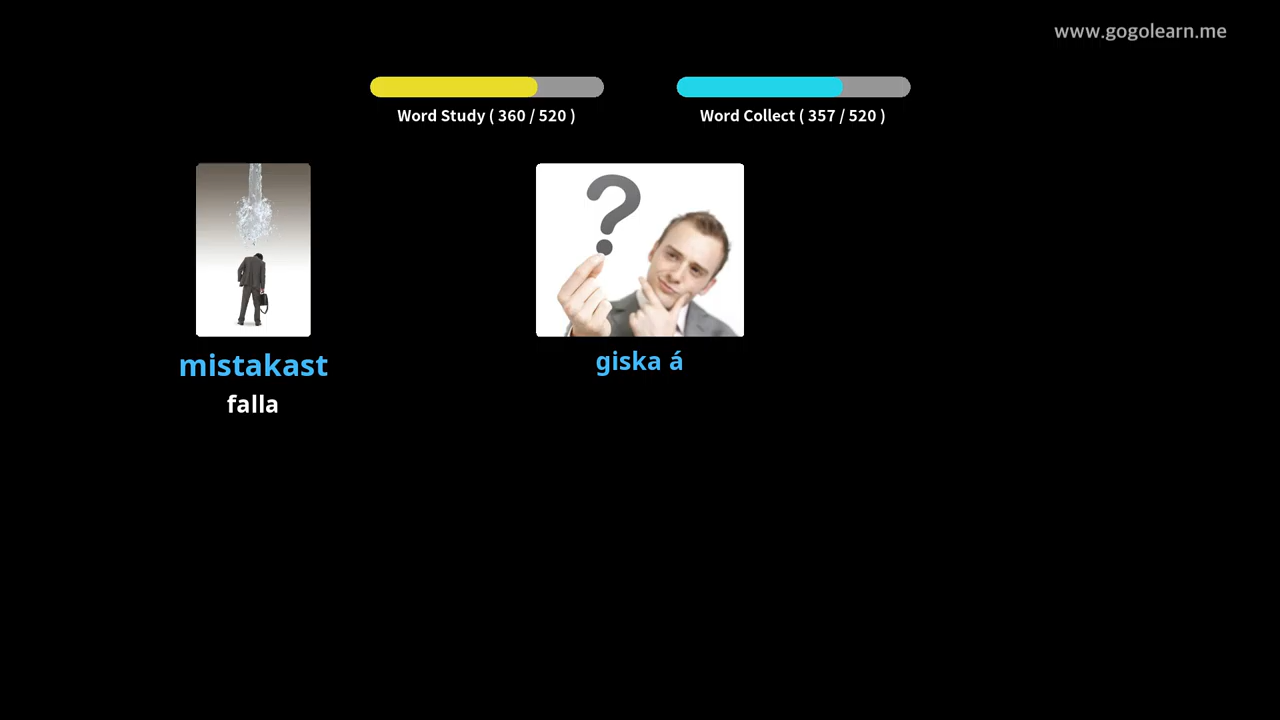 www.gogolearn.me
Word Study ( 360 / 520 )
Word Collect ( 357 / 520 )
?
mistakast
giska á
falla